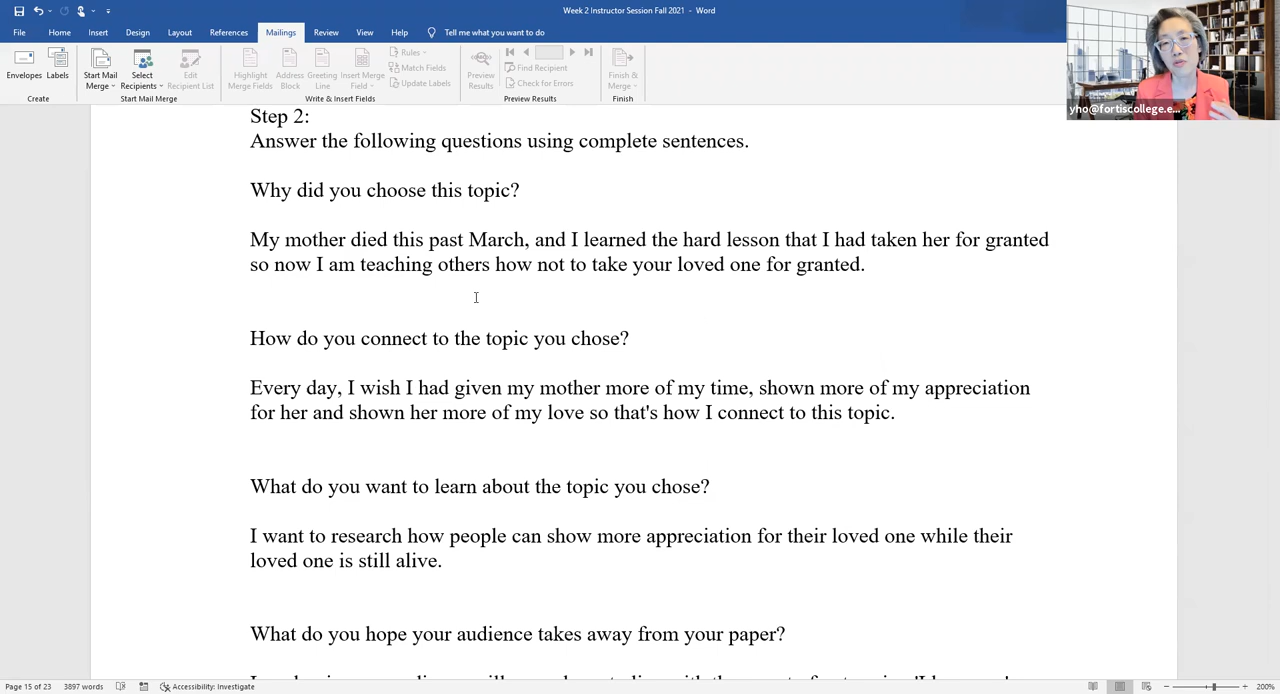 Week 2 Instructor Session Fall 2021 - Word
File Home Insert Design Layout References Mailings Review View Help Tell me what you want to do
Envelopes Labels Start Mail Merge Select Recipients Edit Recipient List Highlight Merge Fields Address Block Greeting Line Insert Merge Field Rules Match Fields Update Labels Preview Results Find Recipient Check for Errors Finish & Merge
Create Start Mail Merge Write & Insert Fields Preview Results Finish
yho@fortiscollege.e...
Step 2:
Answer the following questions using complete sentences.
Why did you choose this topic?
My mother died this past March, and I learned the hard lesson that I had taken her for granted
so now I am teaching others how not to take your loved one for granted.
How do you connect to the topic you chose?
Every day, I wish I had given my mother more of my time, shown more of my appreciation
for her and shown her more of my love so that's how I connect to this topic.
What do you want to learn about the topic you chose?
I want to research how people can show more appreciation for their loved one while their
loved one is still alive.
What do you hope your audience takes away from your paper?
Page 15 of 23 3897 words Accessibility: Investigate 200%